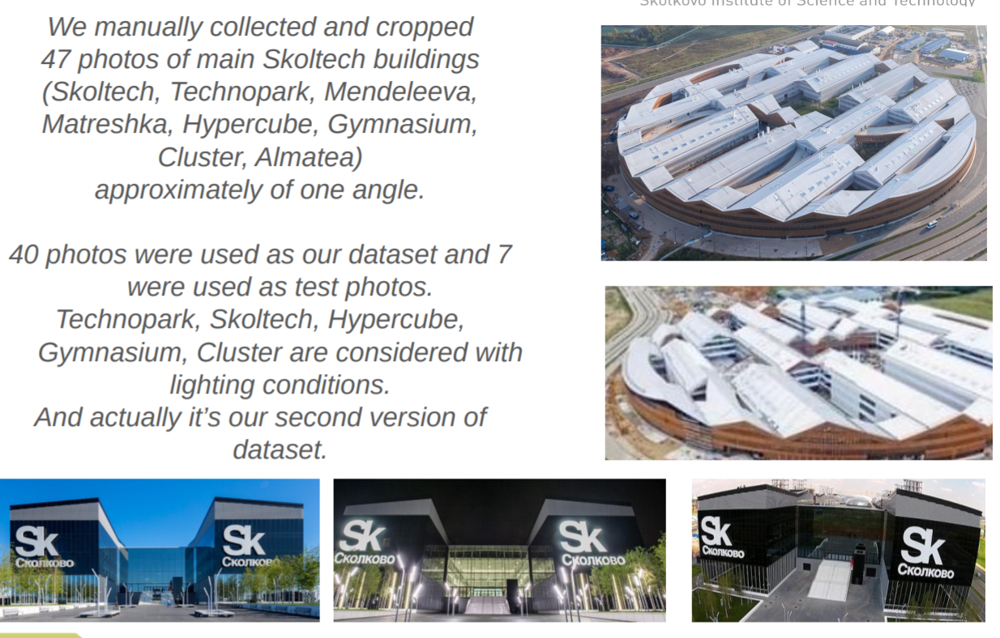 Skolkovo Institute of Science and Technology
We manually collected and cropped
47 photos of main Skoltech buildings
(Skoltech, Technopark, Mendeleeva,
Matreshka, Hypercube, Gymnasium,
Cluster, Almatea)
approximately of one angle.
40 photos were used as our dataset and 7
were used as test photos.
Technopark, Skoltech, Hypercube,
Gymnasium, Cluster are considered with
lighting conditions.
And actually it's our second version of
dataset.
Sk
Сколково
Sk
Сколково
Sk
Сколково
Sk
Сколково
Sk
Сколково
Sk
Сколково